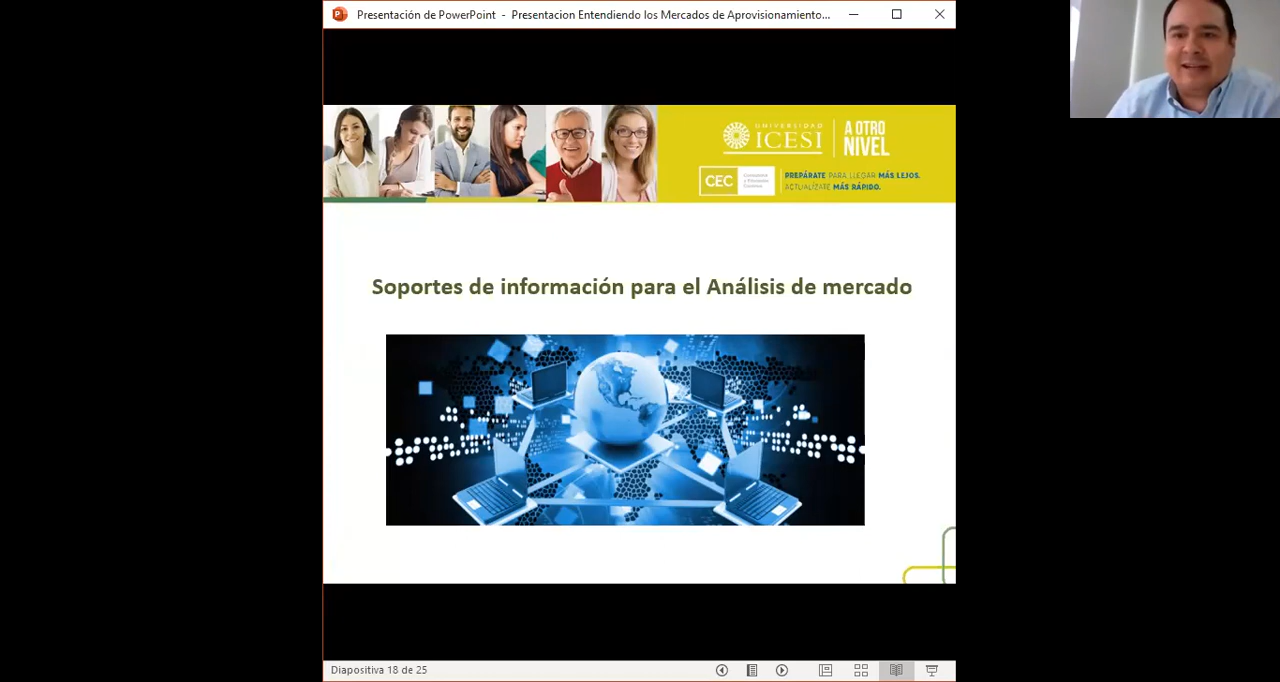 Presentación de PowerPoint - Presentacion Entendiendo los Mercados de Aprovisionamiento...
UNIVERSIDAD
ICESI
A OTRO
NIVEL
CEC
PREPÁRATE PARA LLEGAR MÁS LEJOS.
ACTUALÍZATE MÁS RÁPIDO.
Soportes de información para el Análisis de mercado
Diapositiva 18 de 25